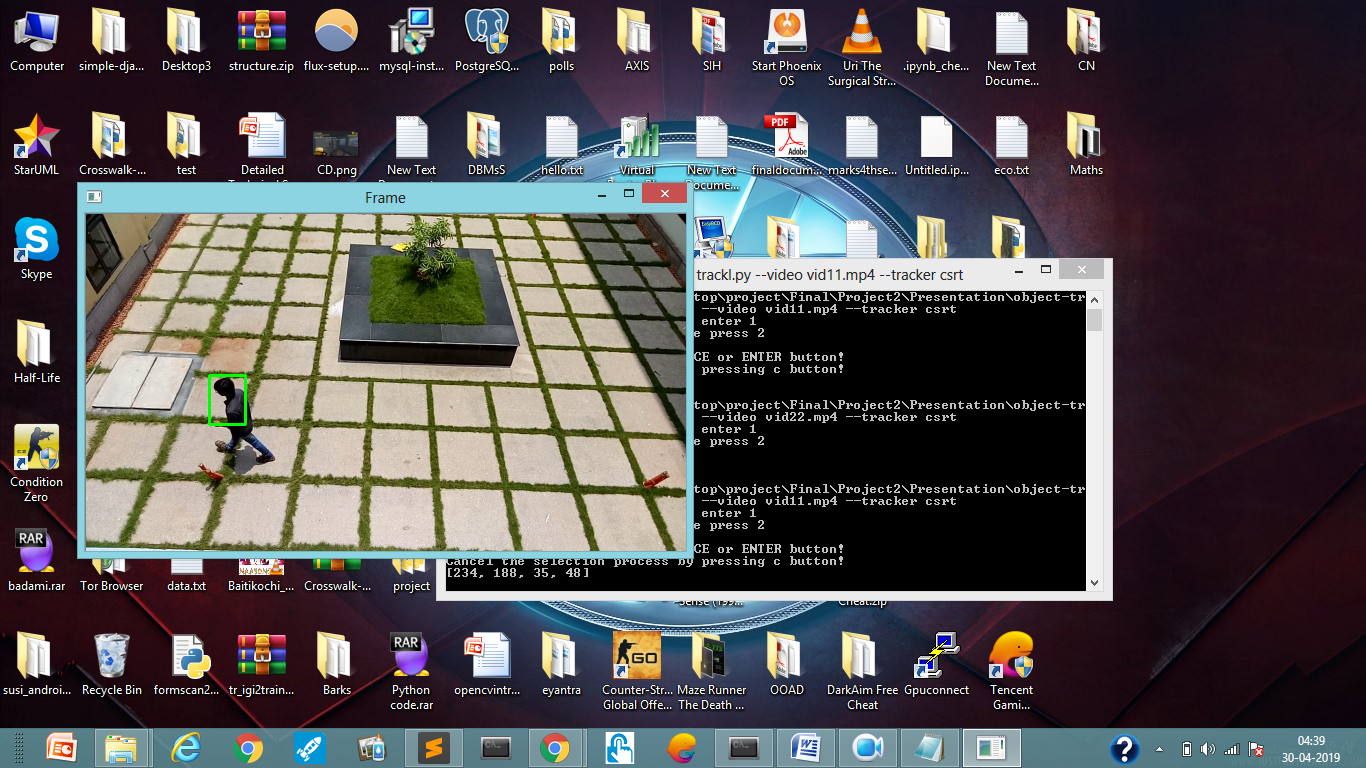 Computer
simple-dja...
Desktop3
structure.zip
flux-setup....
mysql-inst...
PostgreSQ...
polls
AXIS
SIH
Start Phoenix
OS
Uri The
Surgical Str...
.ipynb_che...
New Text
Docume...
CN
StarUML
Crosswalk-...
test
Detailed
CD.png
New Text
DBMsS
hello.txt
Virtual
New Text
Docume...
PDF
Adobe
finaldocum...
marks4thse...
Untitled.ip...
eco.txt
Maths
Frame
Skype
trackl.py --video vid11.mp4 --tracker csrt
top\project\Final\Project2\Presentation\object-tr
--video vid11.mp4 --tracker csrt
enter 1
e press 2
CE or ENTER button!
pressing c button!
top\project\Final\Project2\Presentation\object-tr
--video vid22.mp4 --tracker csrt
enter 1
e press 2
top\project\Final\Project2\Presentation\object-tr
--video vid11.mp4 --tracker csrt
enter 1
e press 2
CE or ENTER button!
Cancel the selection process by pressing c button!
[234, 188, 35, 48]
Half-Life
Condition
Zero
RAR
badami.rar
Tor Browser
data.txt
Baitikochi_...
Crosswalk-...
project
Sense (199...
Cheat.zip
susi_androi...
Recycle Bin
formscan2...
tr_igi2train...
Barks
RAR
Python
code.rar
opencvintr...
eyantra
GO
Counter-Str...
Global Offe...
Maze Runner
The Death ...
OOAD
DarkAim Free
Cheat
Gpuconnect
Tencent
Gami...
04:39
30-04-2019